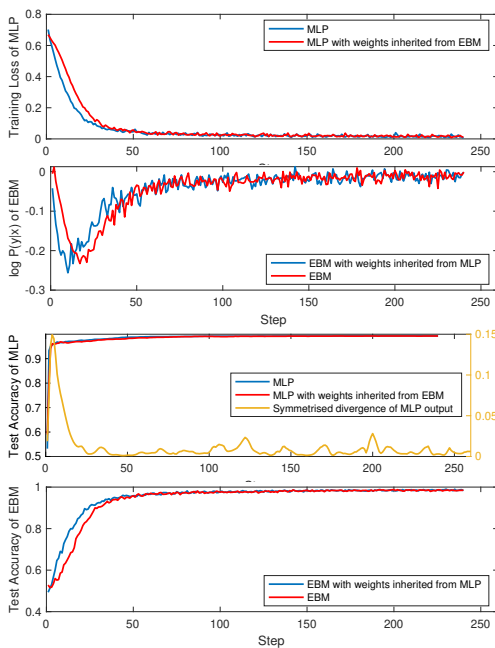 0.8
0.6
0.4
0.2
0
Training Loss of MLP
MLP
MLP with weights inherited from EBM
50 100 150 200 250
0
-0.1
-0.2
-0.3
log P(y|x) of EBM
EBM with weights inherited from MLP
EBM
0 50 100 150 200 250
Step
0.9
0.8
0.7
0.6
0.5
Test Accuracy of MLP
0.15
0.1
0.05
0
MLP
MLP with weights inherited from EBM
Symmetrised divergence of MLP output
0 50 100 150 200 250
1
0.8
0.6
0.4
Test Accuracy of EBM
EBM with weights inherited from MLP
EBM
0 50 100 150 200 250
Step